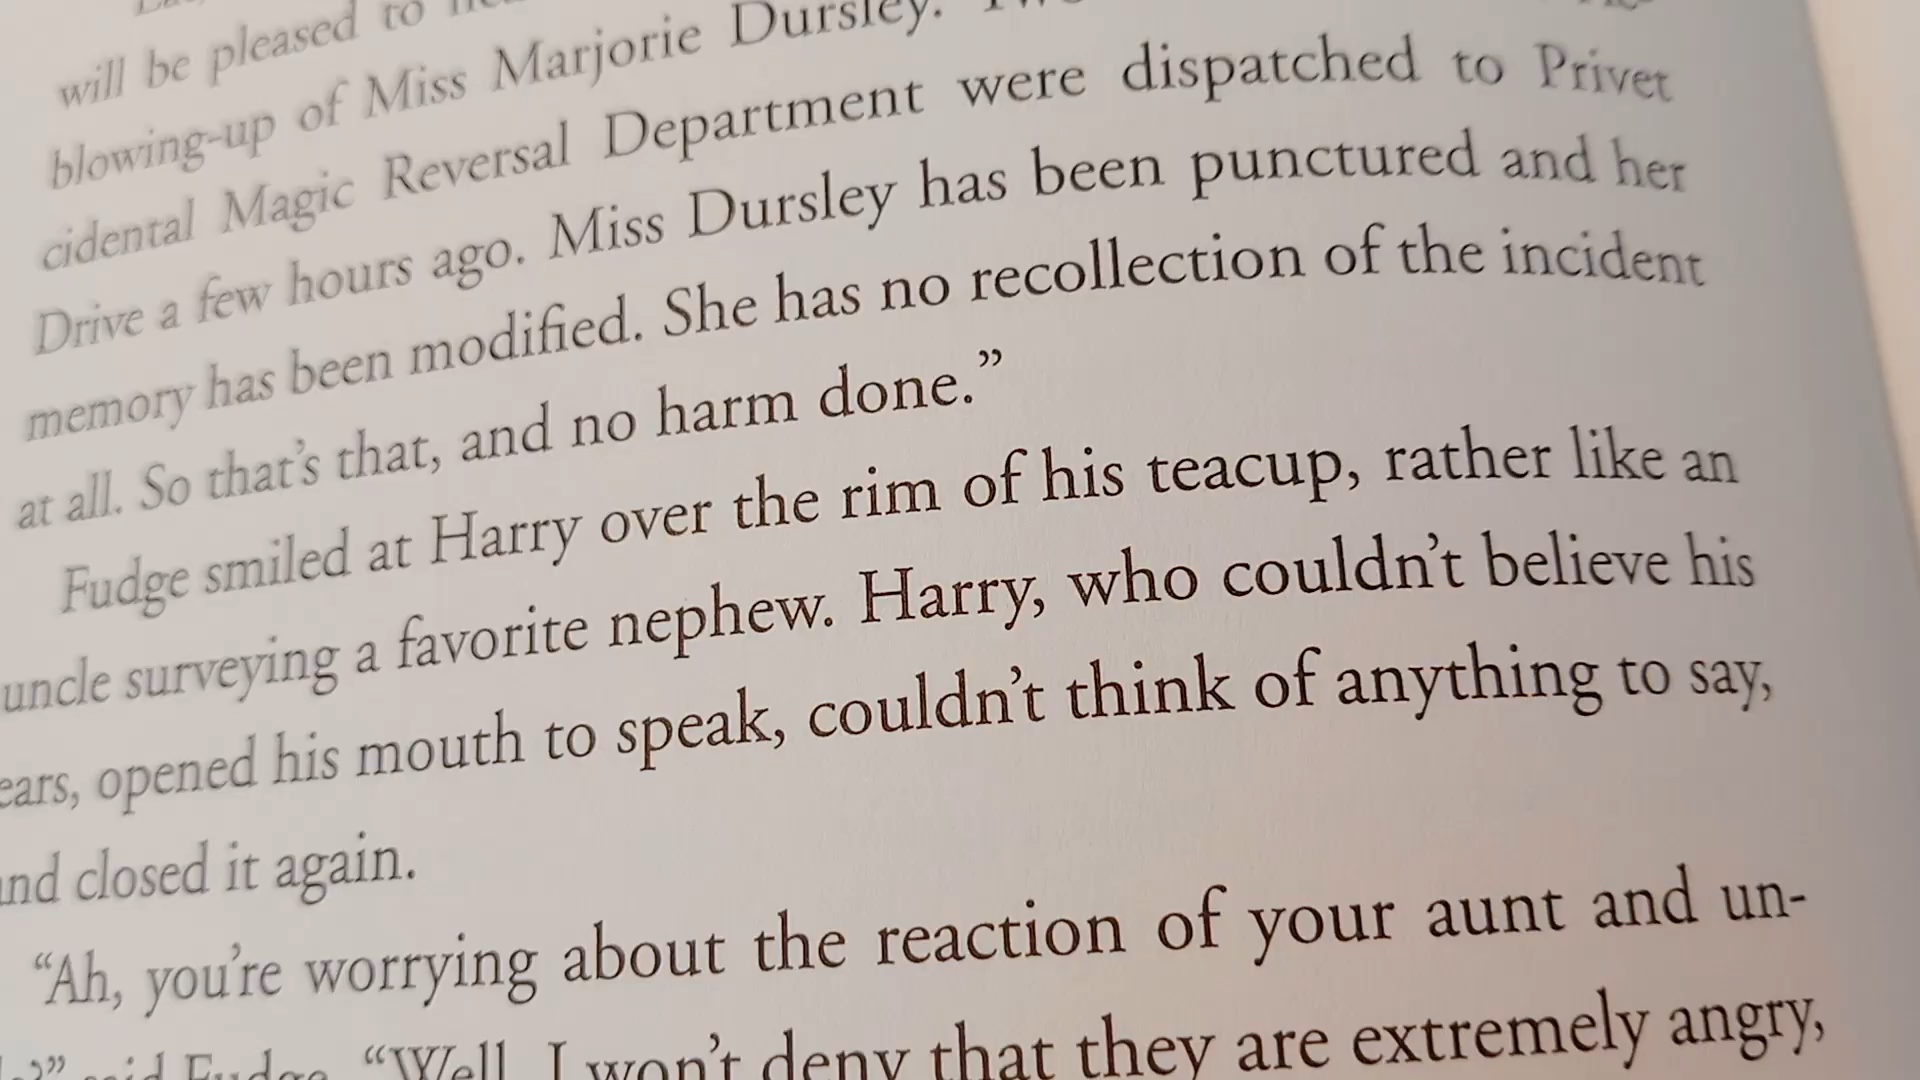 will be pleased to
blowing-up of Miss Marjorie Dursley.
cidental Magic Reversal Department were dispatched to Privet
Drive a few hours ago. Miss Dursley has been punctured and her
memory has been modified. She has no recollection of the incident
at all. So that’s that, and no harm done.”
Fudge smiled at Harry over the rim of his teacup, rather like an
uncle surveying a favorite nephew. Harry, who couldn’t believe his
ears, opened his mouth to speak, couldn’t think of anything to say,
and closed it again.
“Ah, you’re worrying about the reaction of your aunt and un-
said Fudge. “Well, I won’t deny that they are extremely angry,